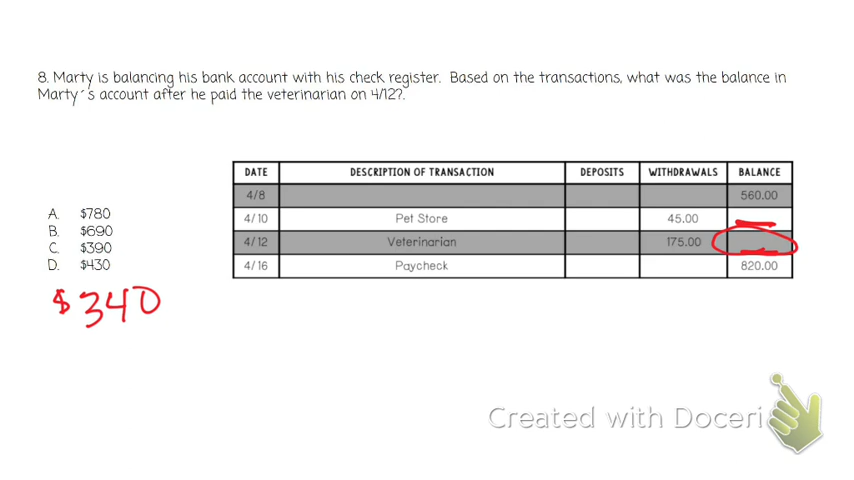 8. Marty is balancing his bank account with his check register. Based on the transactions, what was the balance in
Marty´s account after he paid the veterinarian on 4/12?.
DATE DESCRIPTION OF TRANSACTION DEPOSITS WITHDRAWALS BALANCE
4/8 560.00
4/10 Pet Store 45.00
4/12 Veterinarian 175.00
4/16 Paycheck 820.00
A. $780
B. $690
C. $390
D. $430
$340
Created with Doceri